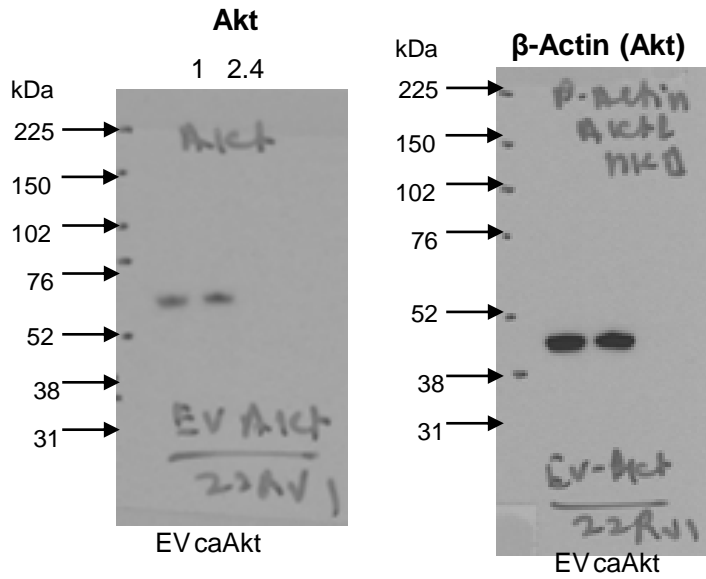 Akt
1 2.4
kDa
225
150
102
76
52
38
31
Akt
EV Akt
22RV1
EV caAkt
kDa
β-Actin (Akt)
225
150
102
76
52
38
31
β-Actin
EV-Akt
22RV1
EV caAkt